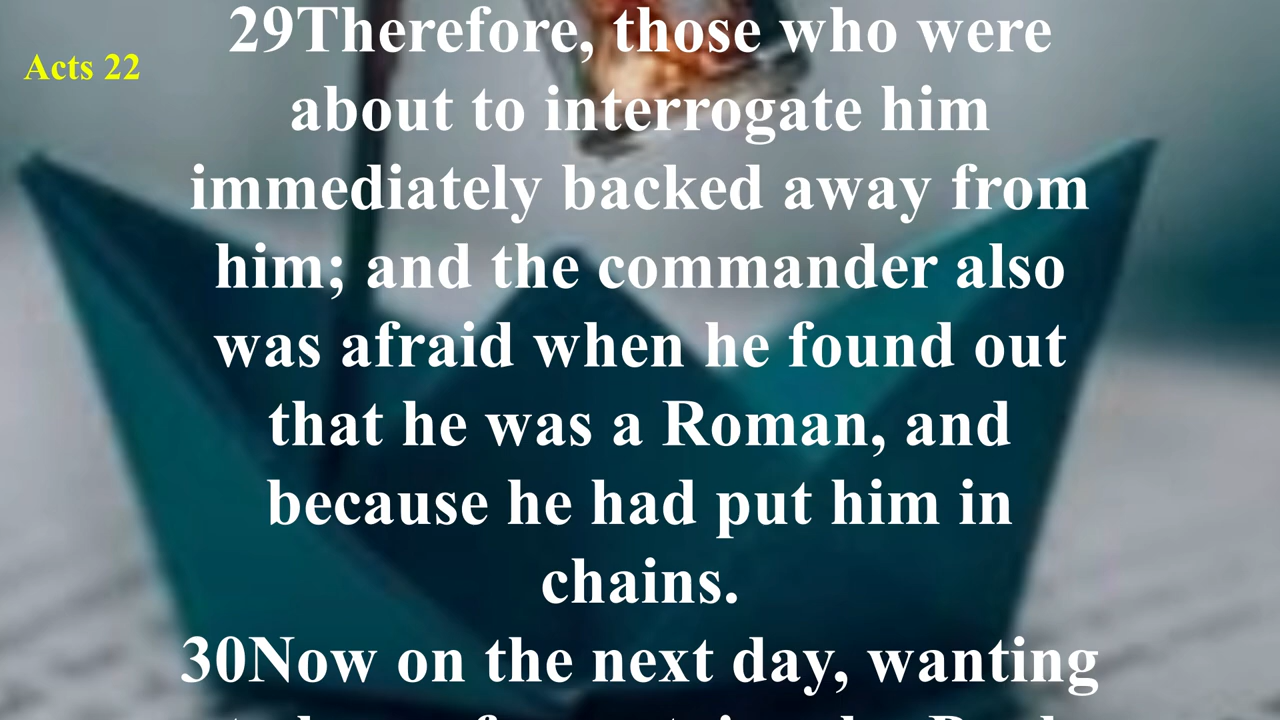 Acts 22
29Therefore, those who were
about to interrogate him
immediately backed away from
him; and the commander also
was afraid when he found out
that he was a Roman, and
because he had put him in
chains.
30Now on the next day, wanting